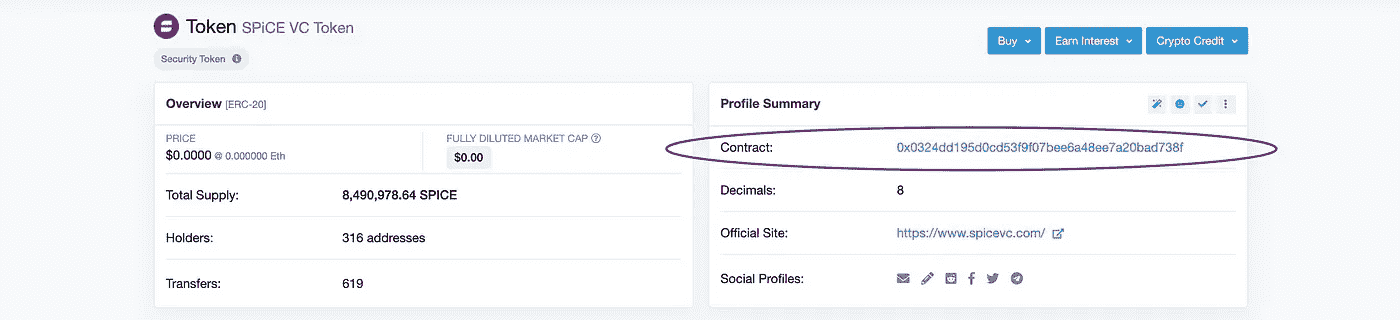 Token SPiCE VC Token
Security Token
Buy
Earn Interest
Crypto Credit
Overview [ERC-20]
PRICE
$0.0000 @ 0.000000 Eth
FULLY DILUTED MARKET CAP
$0.00
Total Supply: 8,490,978.64 SPICE
Holders: 316 addresses
Transfers: 619
Profile Summary
Contract: 0x0324dd195d0cd53f9f07bee6a48ee7a20bad738f
Decimals: 8
Official Site: https://www.spicevc.com/
Social Profiles: